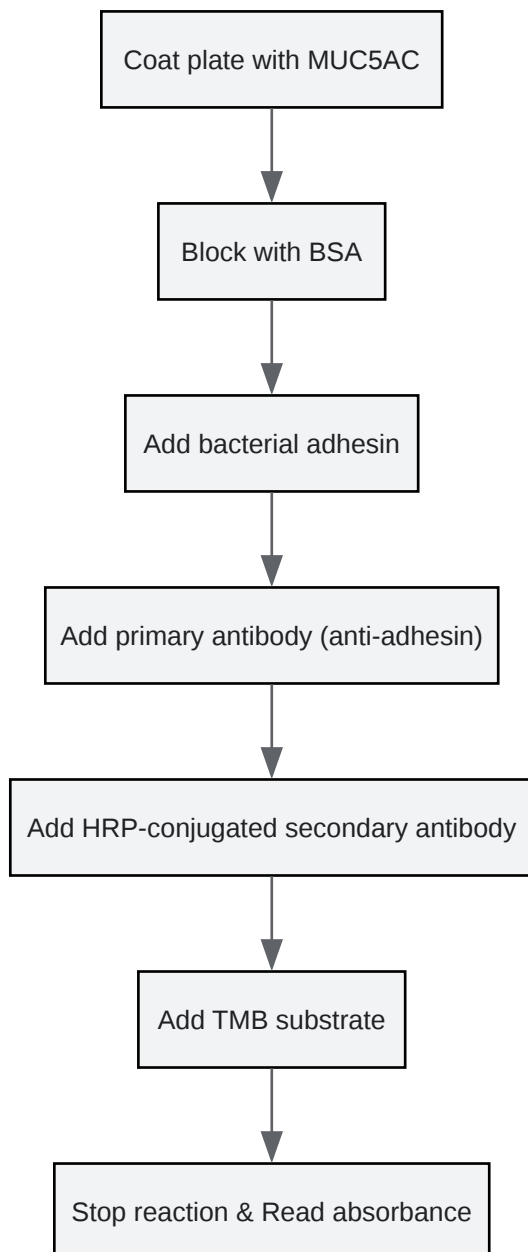 Coat plate with MUC5AC
Block with BSA
Add bacterial adhesin
Add primary antibody (anti-adhesin)
Add HRP-conjugated secondary antibody
Add TMB substrate
Stop reaction & Read absorbance